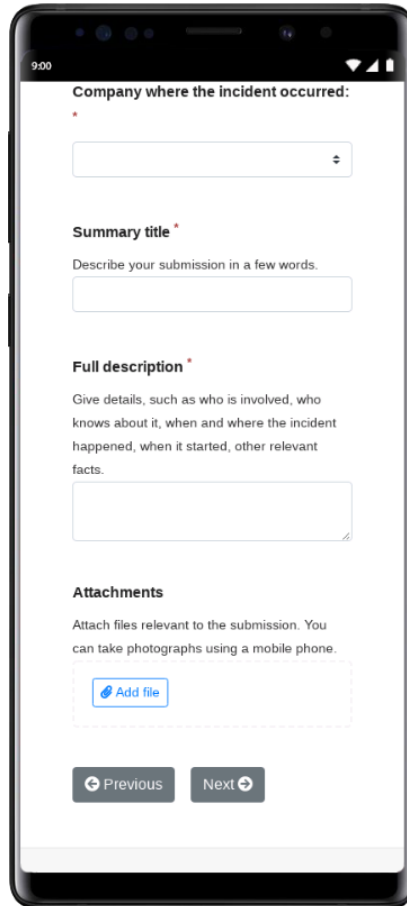 9:00
Company where the incident occurred:
*
Summary title *
Describe your submission in a few words.
Full description *
Give details, such as who is involved, who
knows about it, when and where the incident
happened, when it started, other relevant
facts.
Attachments
Attach files relevant to the submission. You
can take photographs using a mobile phone.
Add file
Previous Next